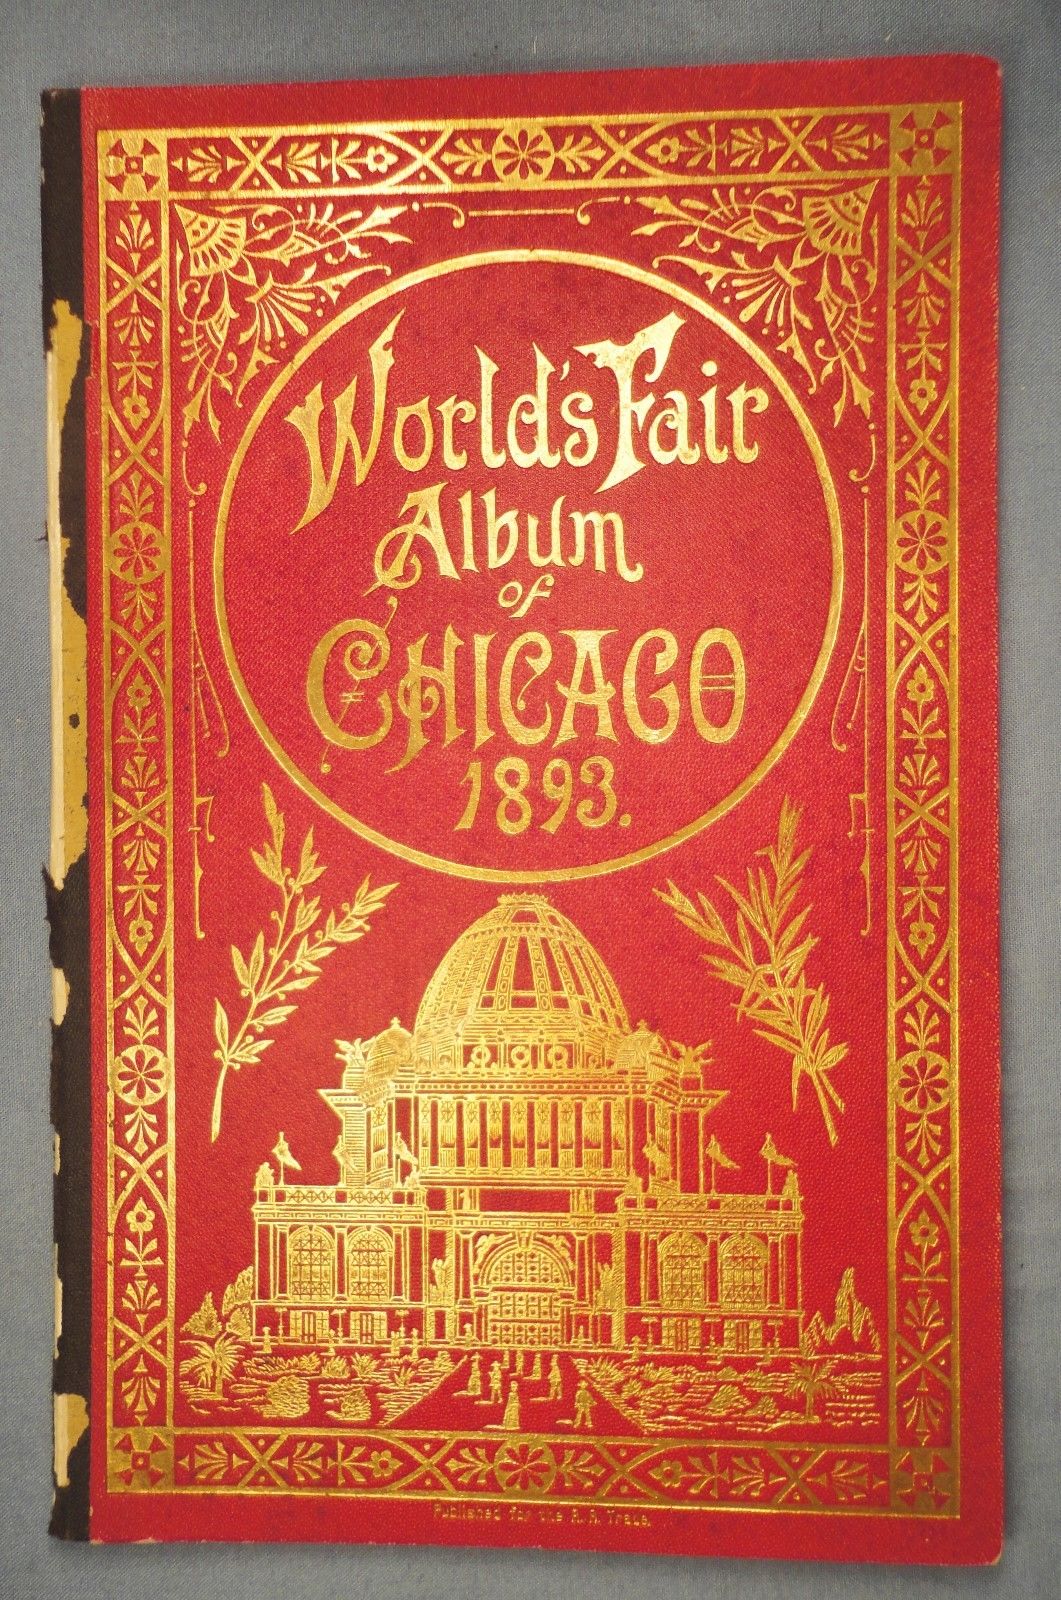 World's Fair
Album
of
CHICAGO
1893.
Published for the R. R. Trade.